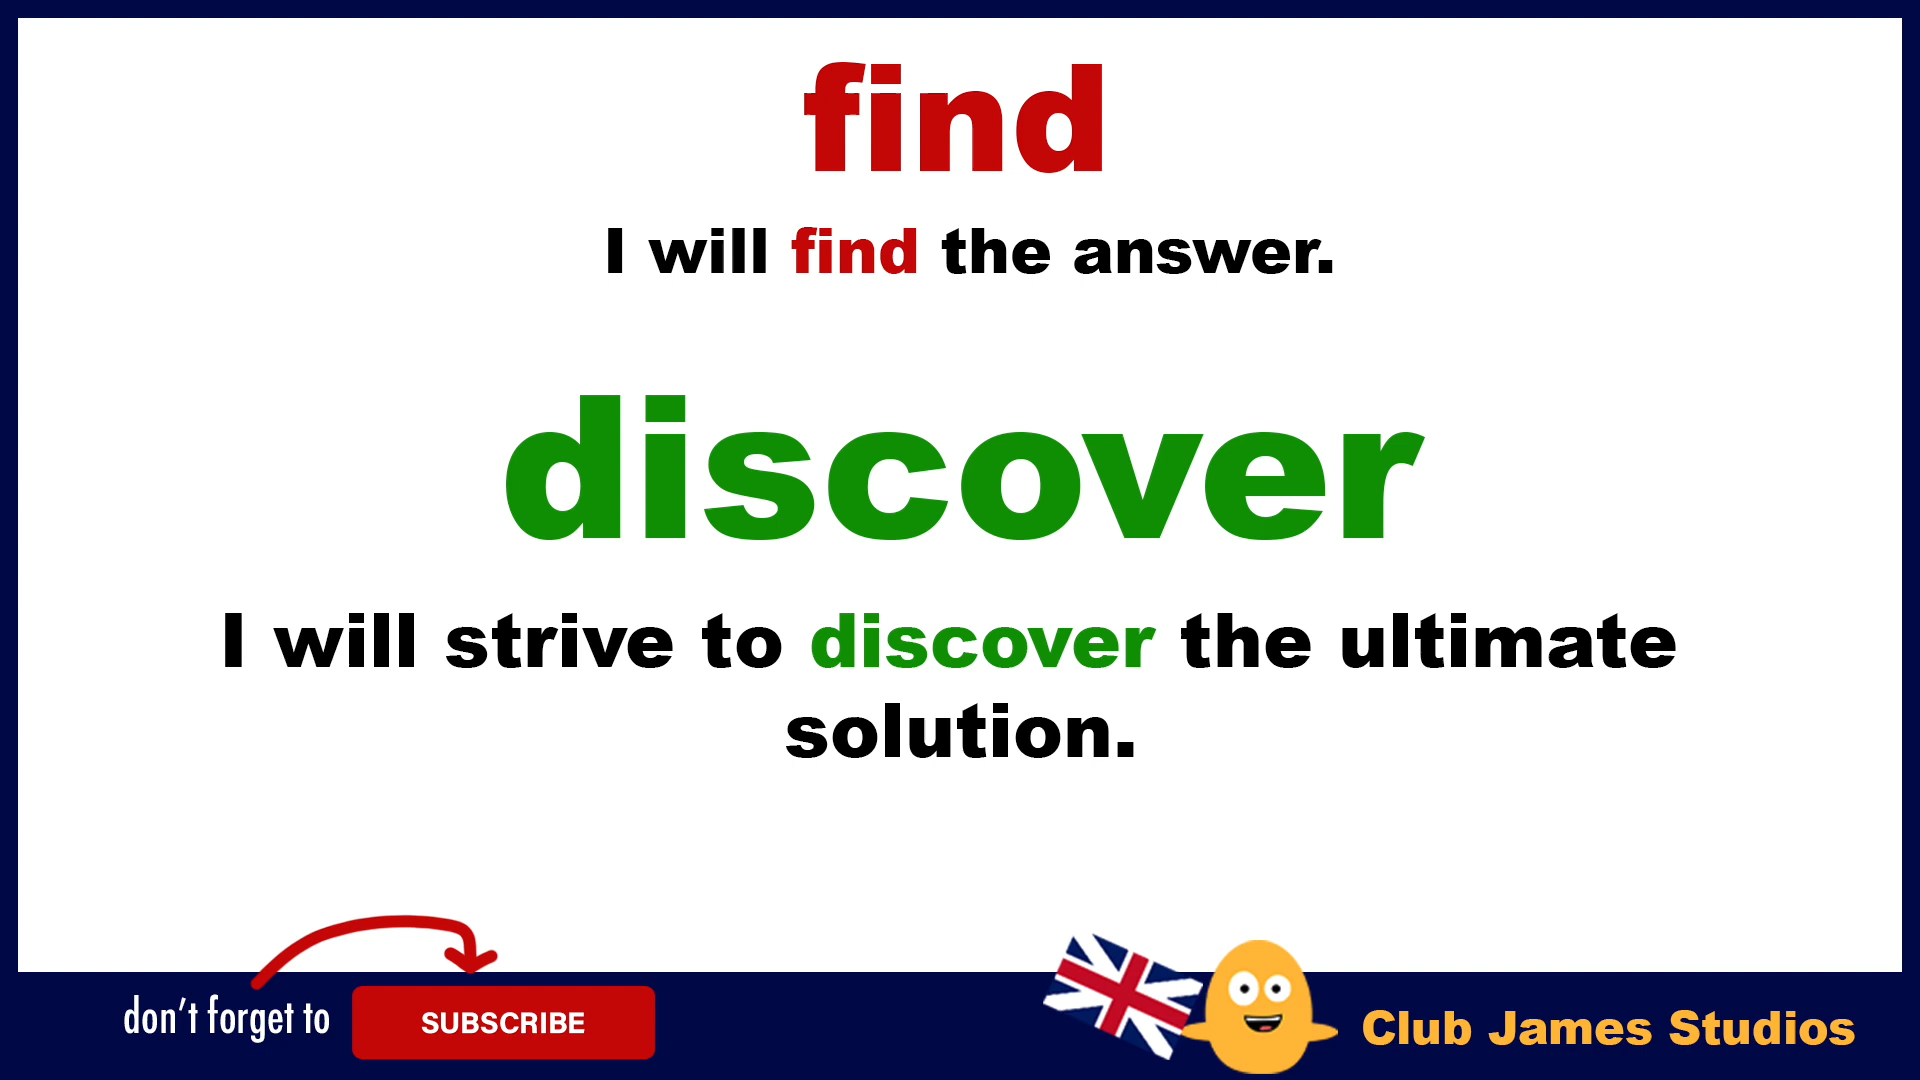 find
I will find the answer.
discover
I will strive to discover the ultimate
solution.
don't forget to
SUBSCRIBE
Club James Studios